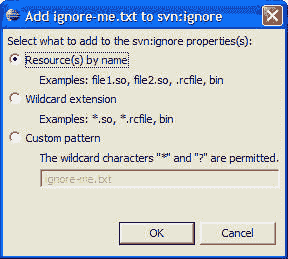 Add ignore-me.txt to svn:ignore
Select what to add to the svn:ignore properties(s):
Resource(s) by name
Examples: file1.so, file2.so, .rcfile, bin
Wildcard extension
Examples: *.so, *.rcfile, bin
Custom pattern
The wildcard characters "*" and "?" are permitted.
ignore-me.txt
OK
Cancel